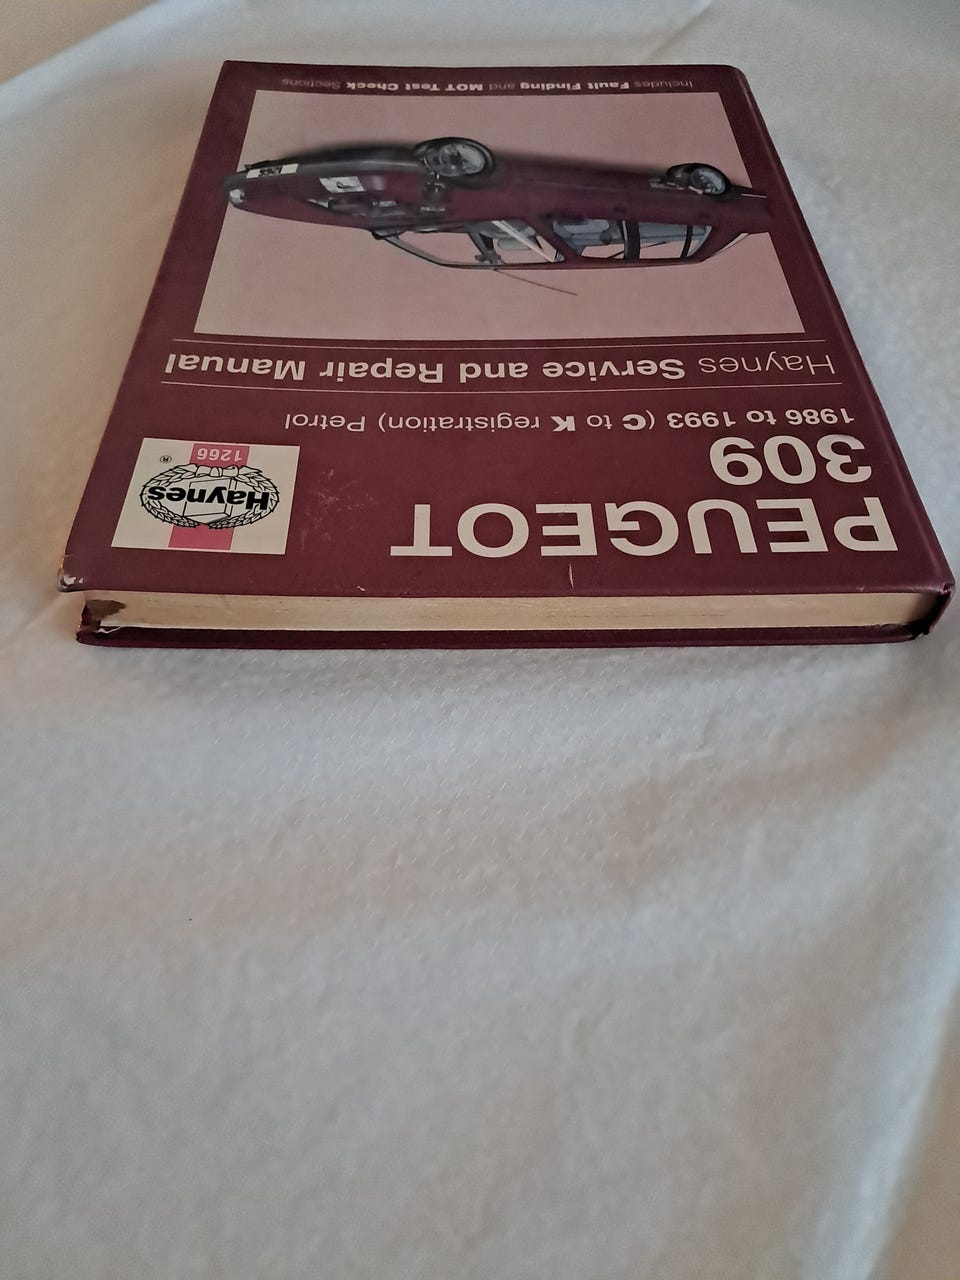 PEUGEOT
309
1986 to 1993 (C to K registration) Petrol
Haynes
®
1266
Haynes Service and Repair Manual
Includes Fault Finding and MOT Test Check Sections